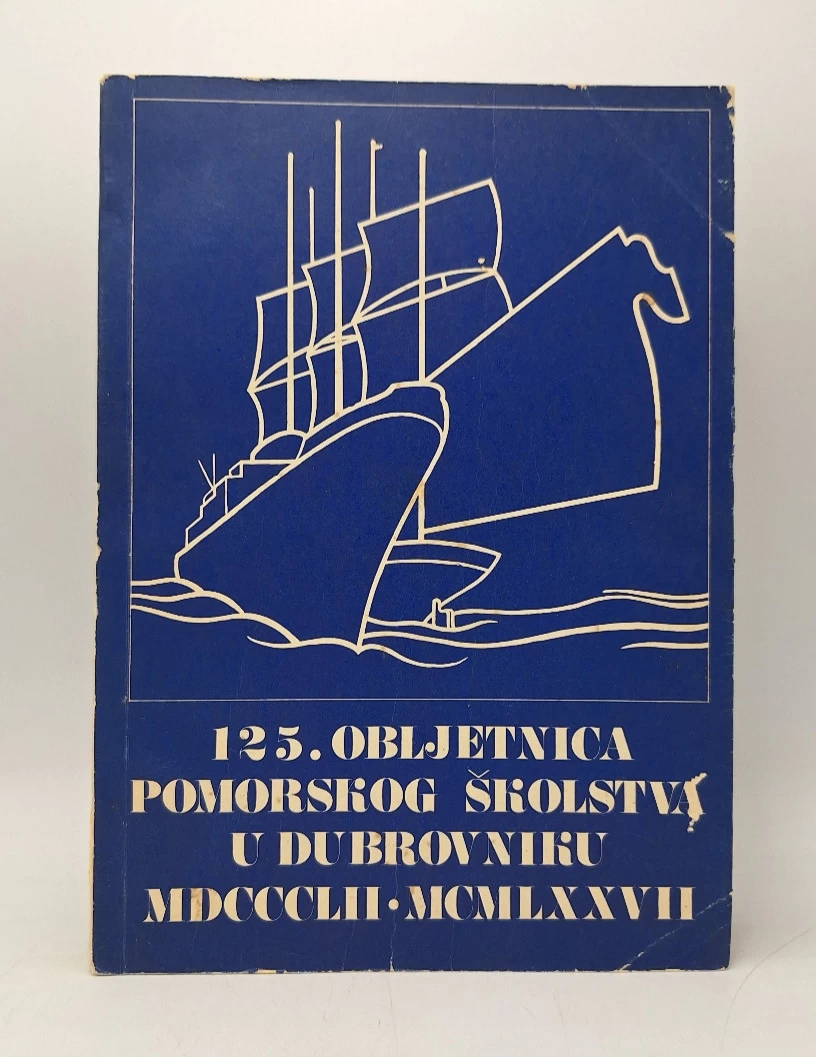 125. OBLJETNICA
POMORSKOG ŠKOLSTVA
U DUBROVNIKU
MDCCCLII • MCMLXXVII